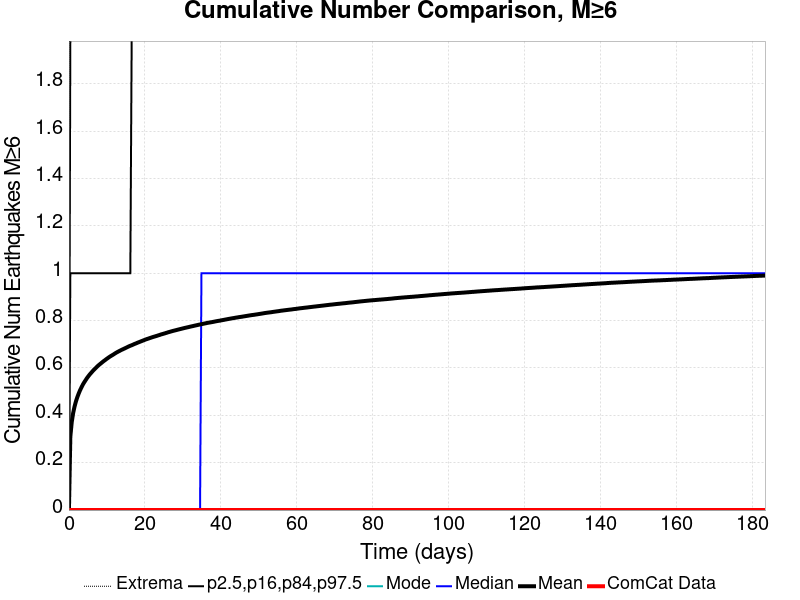 Cumulative Number Comparison, M≥6
Cumulative Num Earthquakes M≥6
1.8
1.6
1.4
1.2
1
0.8
0.6
0.4
0.2
0
0 20 40 60 80 100 120 140 160 180
Time (days)
Extrema p2.5,p16,p84,p97.5 Mode Median Mean ComCat Data